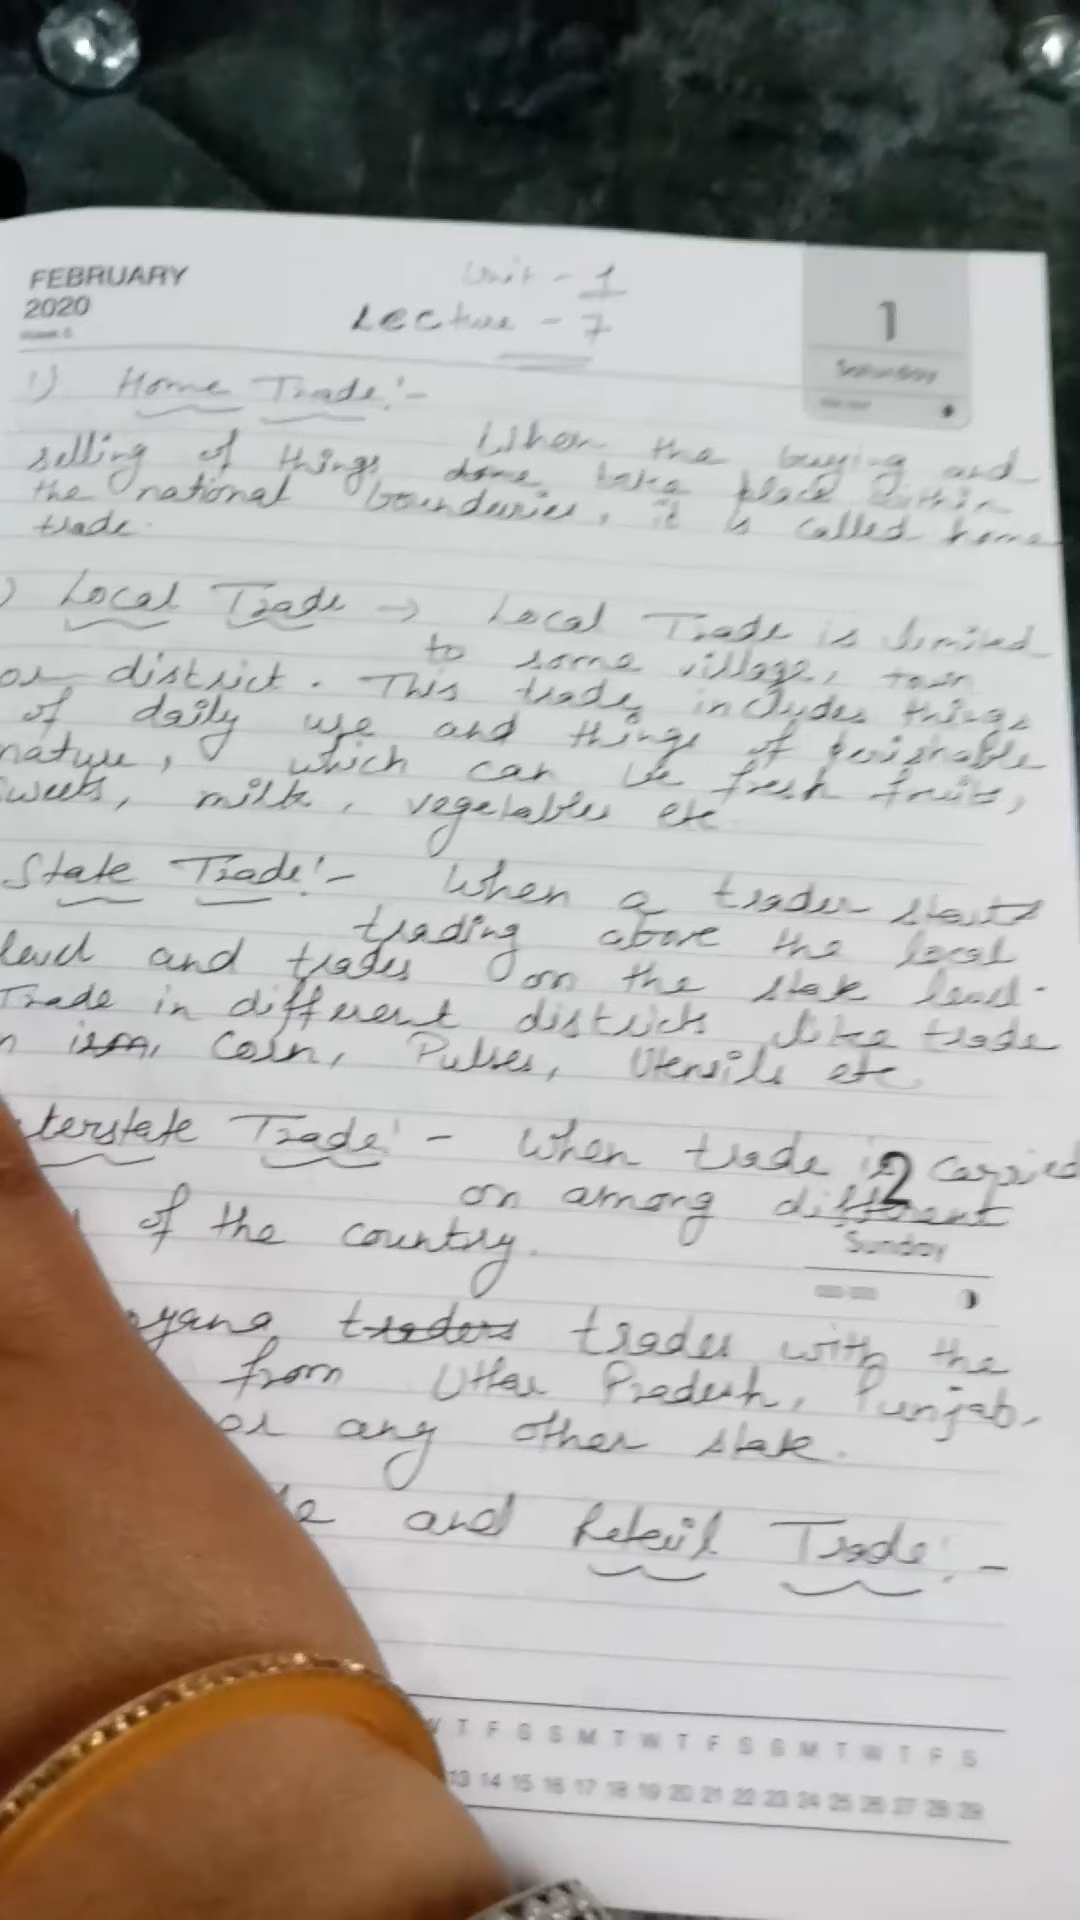 FEBRUARY
2020
Unit - 1
Lecture - 7
1
Saturday
1) Home Trade:-
When the buying and
selling of things done take place within
the national boundaries, it is called home
trade.
) Local Trade → Local Trade is limited
to some village, town
or district. This trade includes things
of daily use and things of perishable
nature, which can be fresh fruits,
sweets, milk, vegetables etc
State Trade:- When a trader starts
trading above the local
level and trades on the state level.
Trade in different districts like trade
n iron, Coin, Pulses, Utensils etc
terstate Trade:- When trade is carried
on among different
of the country.
2
Sunday
yana traders trades with the
from Uttar Pradesh, Punjab,
or any other state.
and Retail Trade:-
T F S S M T W T F S S M T W T F S
13 14 15 16 17 18 19 20 21 22 23 24 25 26 27 28 29